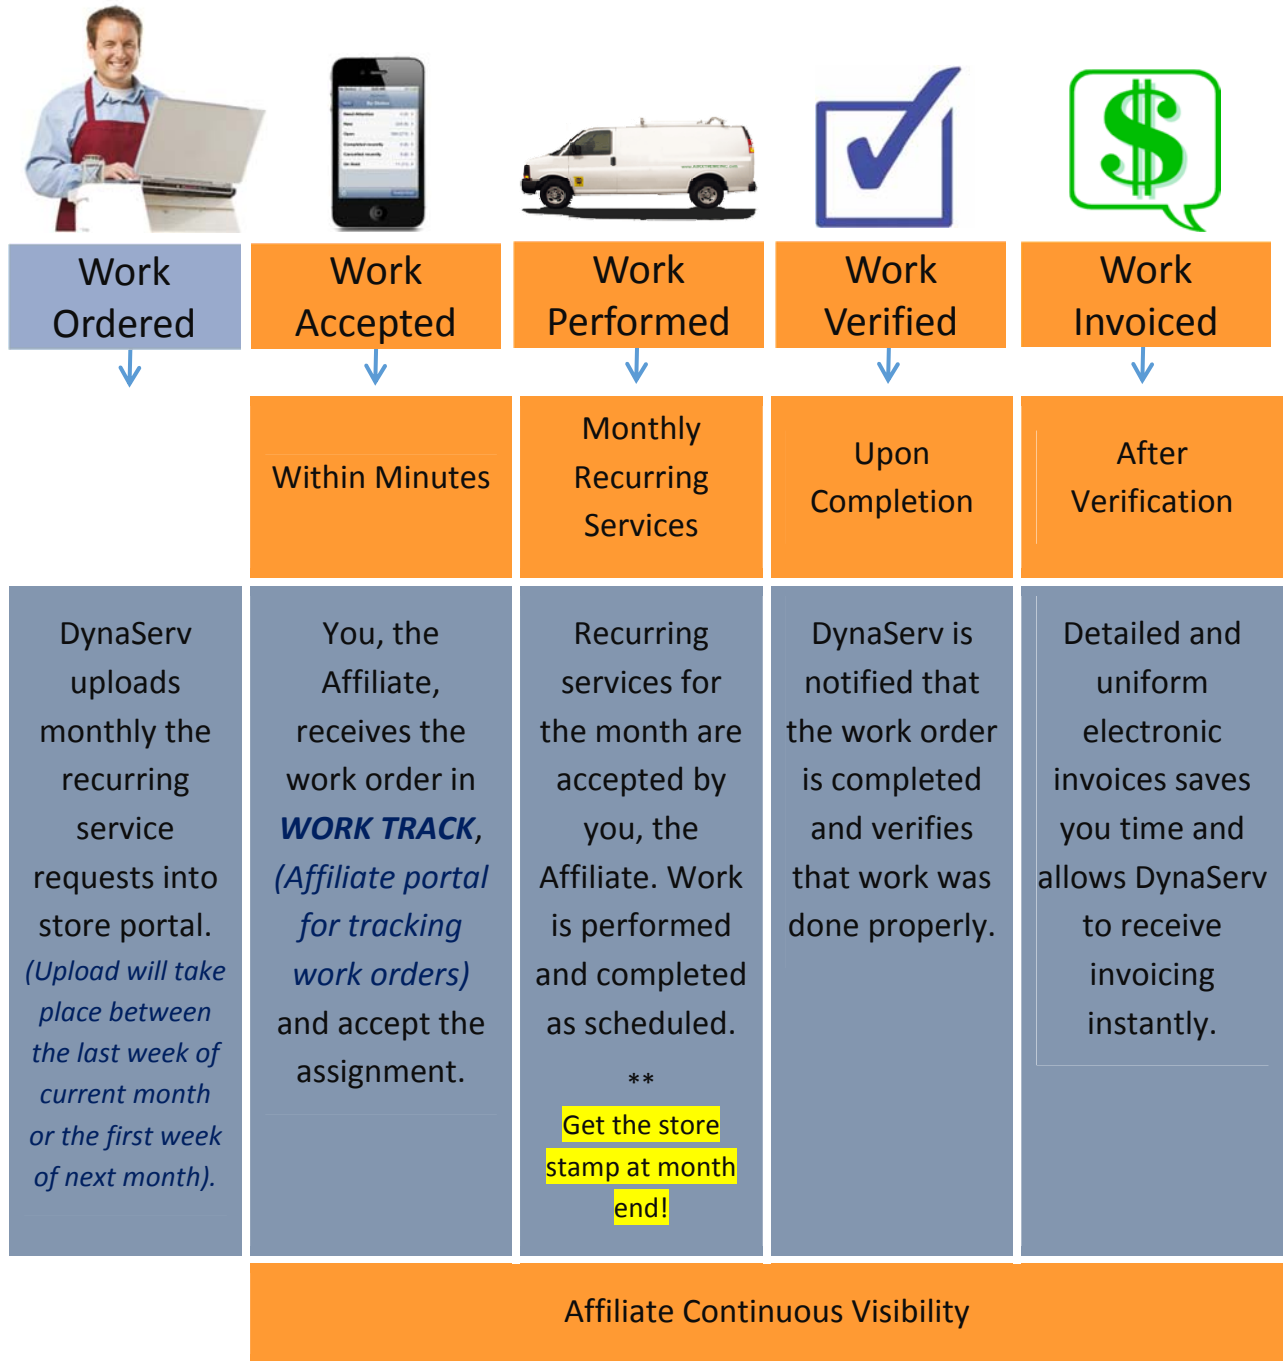 Work
Ordered
Work
Accepted
Work
Performed
Work
Verified
Work
Invoiced
Within Minutes
Monthly
Recurring
Services
Upon
Completion
After
Verification
DynaServ
uploads
monthly the
recurring
service
requests into
store portal.
(Upload will take
place between
the last week of
current month
or the first week
of next month).
You, the
Affiliate,
receives the
work order in
WORK TRACK,
(Affiliate portal
for tracking
work orders)
and accept the
assignment.
Recurring
services for
the month are
accepted by
you, the
Affiliate. Work
is performed
and completed
as scheduled.
**
Get the store
stamp at month
end!
DynaServ is
notified that
the work order
is completed
and verifies
that work was
done properly.
Detailed and
uniform
electronic
invoices saves
you time and
allows DynaServ
to receive
invoicing
instantly.
Affiliate Continuous Visibility